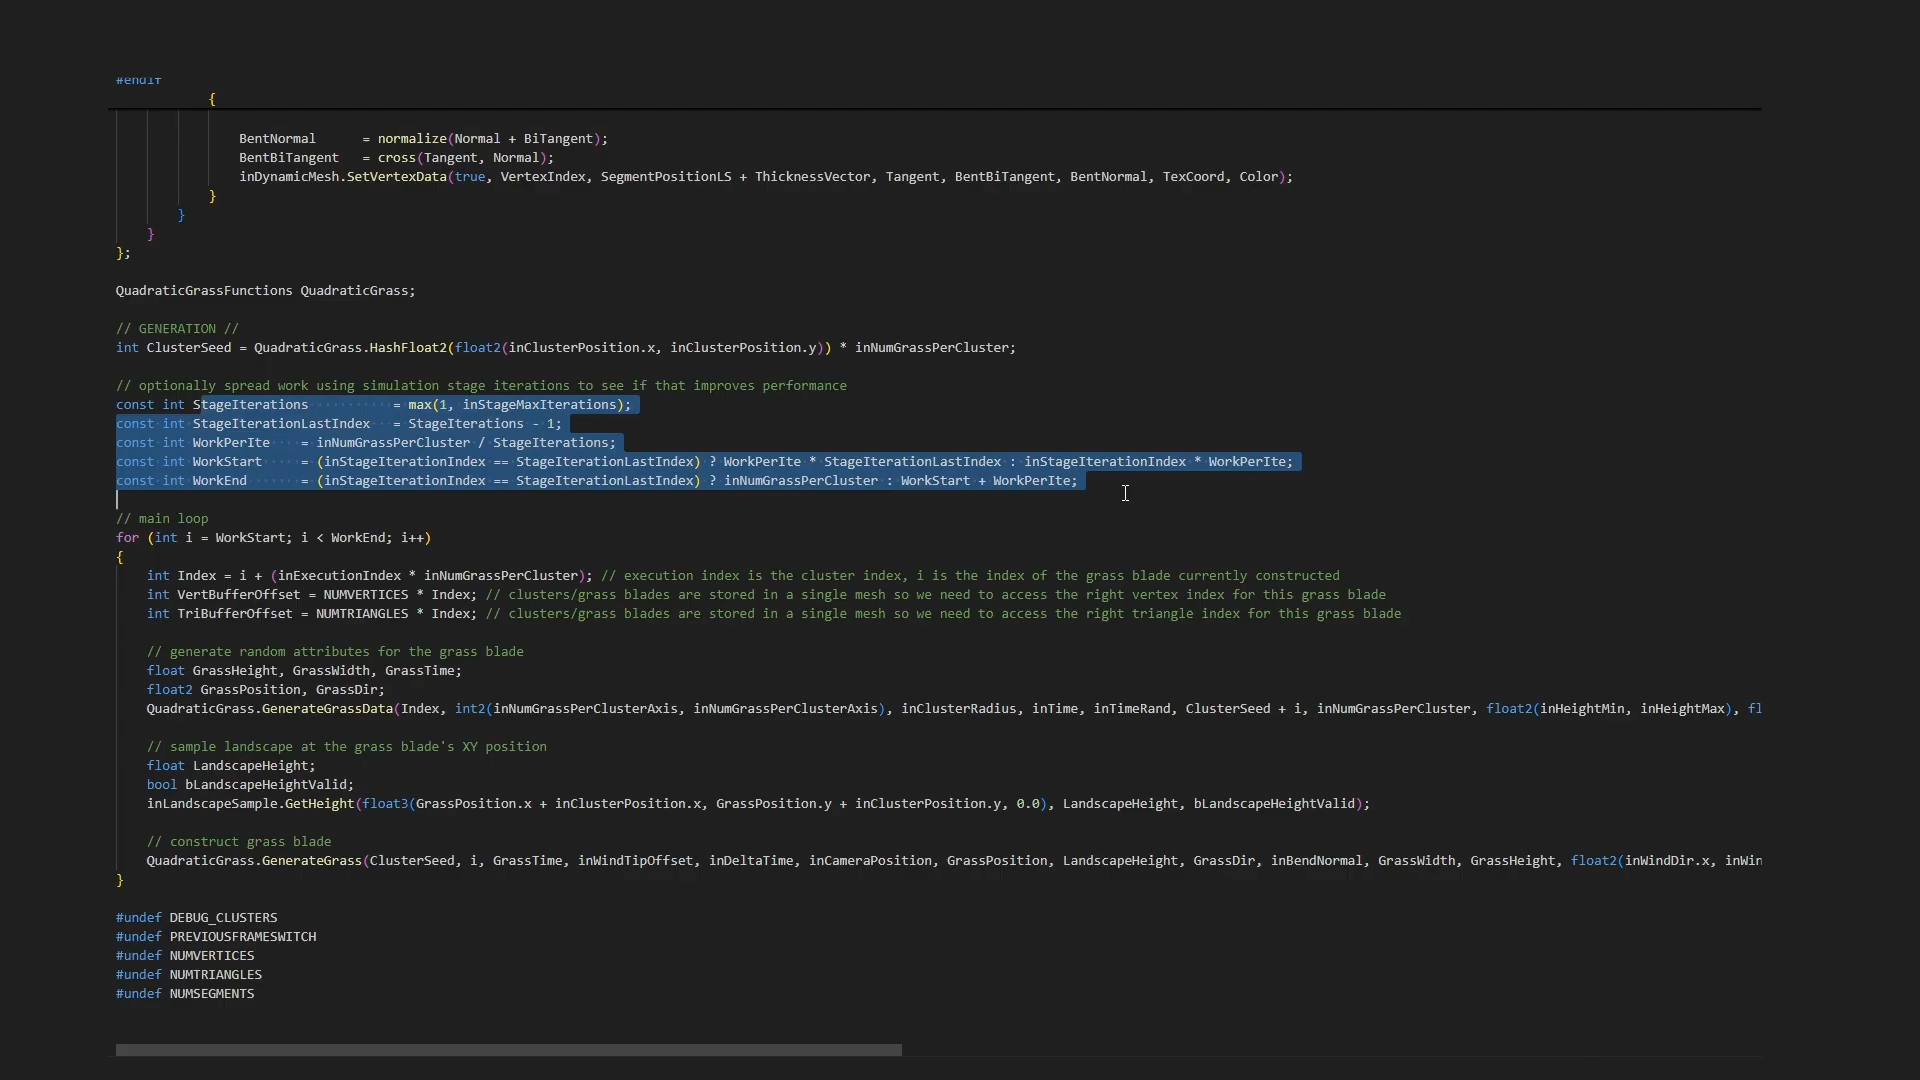 #endif
{
BentNormal = normalize(Normal + BiTangent);
BentBiTangent = cross(Tangent, Normal);
inDynamicMesh.SetVertexData(true, VertexIndex, SegmentPositionLS + ThicknessVector, Tangent, BentBiTangent, BentNormal, TexCoord, Color);
}
}
}
};
QuadraticGrassFunctions QuadraticGrass;
// GENERATION //
int ClusterSeed = QuadraticGrass.HashFloat2(float2(inClusterPosition.x, inClusterPosition.y)) * inNumGrassPerCluster;
// optionally spread work using simulation stage iterations to see if that improves performance
const int StageIterations = max(1, inStageMaxIterations);
const int StageIterationLastIndex = StageIterations - 1;
const int WorkPerIte = inNumGrassPerCluster / StageIterations;
const int WorkStart = (inStageIterationIndex == StageIterationLastIndex) ? WorkPerIte * StageIterationLastIndex : inStageIterationIndex * WorkPerIte;
const int WorkEnd = (inStageIterationIndex == StageIterationLastIndex) ? inNumGrassPerCluster : WorkStart + WorkPerIte;
// main loop
for (int i = WorkStart; i < WorkEnd; i++)
{
int Index = i + (inExecutionIndex * inNumGrassPerCluster); // execution index is the cluster index, i is the index of the grass blade currently constructed
int VertBufferOffset = NUMVERTICES * Index; // clusters/grass blades are stored in a single mesh so we need to access the right vertex index for this grass blade
int TriBufferOffset = NUMTRIANGLES * Index; // clusters/grass blades are stored in a single mesh so we need to access the right triangle index for this grass blade
// generate random attributes for the grass blade
float GrassHeight, GrassWidth, GrassTime;
float2 GrassPosition, GrassDir;
QuadraticGrass.GenerateGrassData(Index, int2(inNumGrassPerClusterAxis, inNumGrassPerClusterAxis), inClusterRadius, inTime, inTimeRand, ClusterSeed + i, inNumGrassPerCluster, float2(inHeightMin, inHeightMax), fl
// sample landscape at the grass blade's XY position
float LandscapeHeight;
bool bLandscapeHeightValid;
inLandscapeSample.GetHeight(float3(GrassPosition.x + inClusterPosition.x, GrassPosition.y + inClusterPosition.y, 0.0), LandscapeHeight, bLandscapeHeightValid);
// construct grass blade
QuadraticGrass.GenerateGrass(ClusterSeed, i, GrassTime, inWindTipOffset, inDeltaTime, inCameraPosition, GrassPosition, LandscapeHeight, GrassDir, inBendNormal, GrassWidth, GrassHeight, float2(inWindDir.x, inWin
}
#undef DEBUG_CLUSTERS
#undef PREVIOUSFRAMESWITCH
#undef NUMVERTICES
#undef NUMTRIANGLES
#undef NUMSEGMENTS